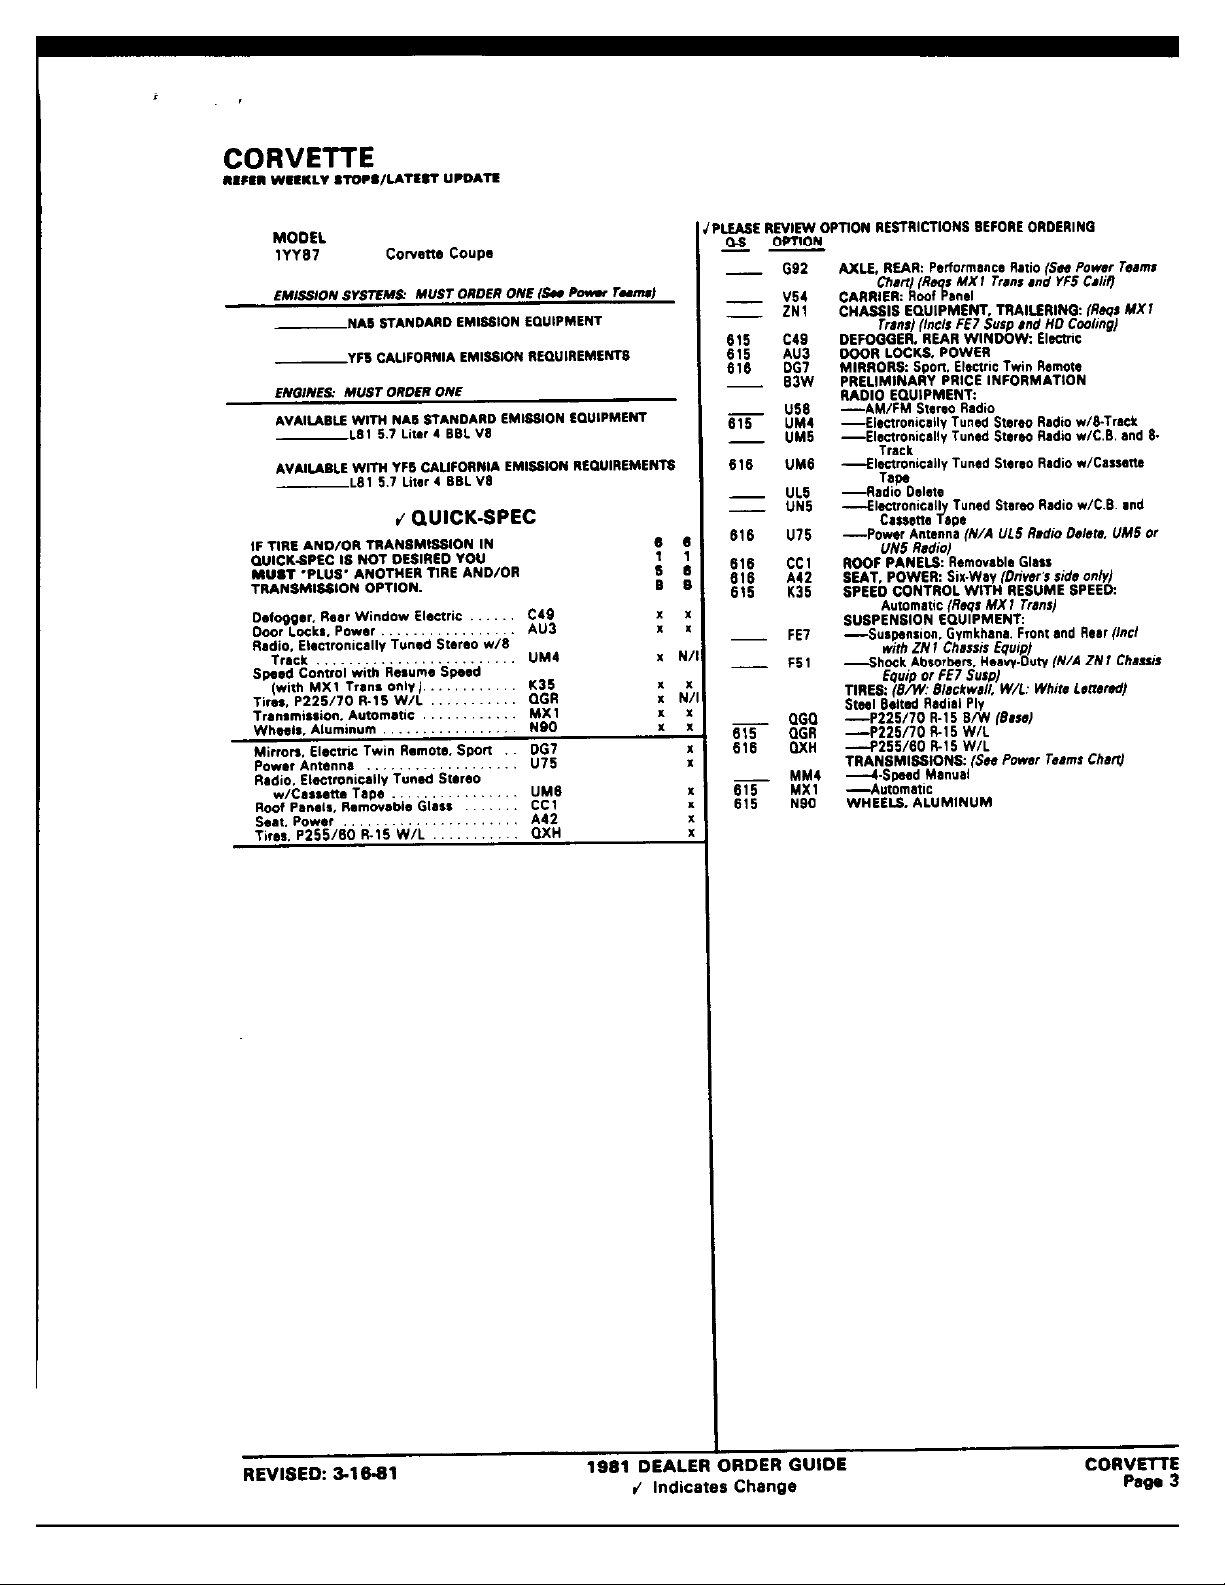 CORVETTE
REFER WEEKLY STOPS/LATEST UPDATE
MODEL
1YY87 Corvette Coupe
EMISSION SYSTEMS: MUST ORDER ONE (See Power Teams)
________NA5 STANDARD EMISSION EQUIPMENT
________YF5 CALIFORNIA EMISSION REQUIREMENTS
ENGINES: MUST ORDER ONE
AVAILABLE WITH NA5 STANDARD EMISSION EQUIPMENT
________L81 5.7 Liter 4 BBL V8
AVAILABLE WITH YF5 CALIFORNIA EMISSION REQUIREMENTS
________L81 5.7 Liter 4 BBL V8
✓ QUICK-SPEC
IF TIRE AND/OR TRANSMISSION IN 6 6
QUICK-SPEC IS NOT DESIRED YOU 1 1
MUST "PLUS" ANOTHER TIRE AND/OR 5 6
TRANSMISSION OPTION. B B
Defogger, Rear Window Electric ...... C49 x x
Door Locks, Power ................. AU3 x x
Radio, Electronically Tuned Stereo w/8
Track ......................... UM4 x N/I
Speed Control with Resume Speed
(with MX1 Trans only) ............ K35 x x
Tires, P225/70 R-15 W/L ........... QGR x N/I
Transmission, Automatic ............ MX1 x x
Wheels, Aluminum ................. N90 x x
Mirrors, Electric Twin Remote, Sport .. DG7 x
Power Antenna ................... U75 x
Radio, Electronically Tuned Stereo
w/Cassette Tape ................ UM6 x
Roof Panels, Removable Glass ....... CC1 x
Seat, Power ...................... A42 x
Tires, P255/60 R-15 W/L ........... QXH x
✓PLEASE REVIEW OPTION RESTRICTIONS BEFORE ORDERING
Q-S OPTION
____ G92 AXLE, REAR: Performance Ratio (See Power Teams
Chart) (Reqs MX1 Trans and YF5 Calif)
____ V54 CARRIER: Roof Panel
____ ZN1 CHASSIS EQUIPMENT, TRAILERING: (Reqs MX1
Trans) (Incls FE7 Susp and HD Cooling)
615 C49 DEFOGGER, REAR WINDOW: Electric
615 AU3 DOOR LOCKS, POWER
616 DG7 MIRRORS: Sport, Electric Twin Remote
____ B3W PRELIMINARY PRICE INFORMATION
RADIO EQUIPMENT:
____ U58 —AM/FM Stereo Radio
615 UM4 —Electronically Tuned Stereo Radio w/8-Track
____ UM5 —Electronically Tuned Stereo Radio w/C.B. and 8-
Track
616 UM6 —Electronically Tuned Stereo Radio w/Cassette
Tape
____ UL5 —Radio Delete
____ UN5 —Electronically Tuned Stereo Radio w/C.B. and
Cassette Tape
616 U75 —Power Antenna (N/A UL5 Radio Delete, UM5 or
UN5 Radio)
616 CC1 ROOF PANELS: Removable Glass
616 A42 SEAT, POWER: Six-Way (Driver's side only)
615 K35 SPEED CONTROL WITH RESUME SPEED:
Automatic (Reqs MX1 Trans)
SUSPENSION EQUIPMENT:
____ FE7 —Suspension, Gymkhana, Front and Rear (Incl
with ZN1 Chassis Equip)
____ F51 —Shock Absorbers, Heavy-Duty (N/A ZN1 Chassis
Equip or FE7 Susp)
TIRES: (B/W: Blackwall, W/L: White Lettered)
Steel Belted Radial Ply
____ QGQ —P225/70 R-15 B/W (Base)
615 QGR —P225/70 R-15 W/L
616 QXH —P255/60 R-15 W/L
TRANSMISSIONS: (See Power Teams Chart)
____ MM4 —4-Speed Manual
615 MX1 —Automatic
615 N90 WHEELS, ALUMINUM
REVISED: 3-16-81
1981 DEALER ORDER GUIDE
✓ Indicates Change
CORVETTE
Page 3